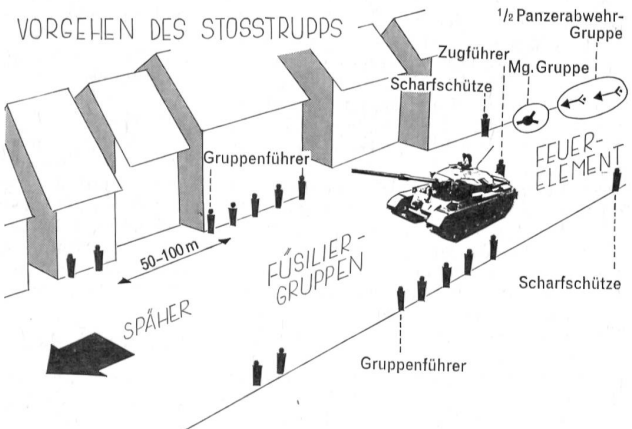 VORGEHEN DES STOSSTRUPPS
½ Panzerabwehr-
Gruppe
Zugführer
Mg. Gruppe
Scharfschütze
Gruppenführer
FEUER-
ELEMENT
50–100 m
FÜSILIER-
GRUPPEN
Scharfschütze
SPÄHER
Gruppenführer